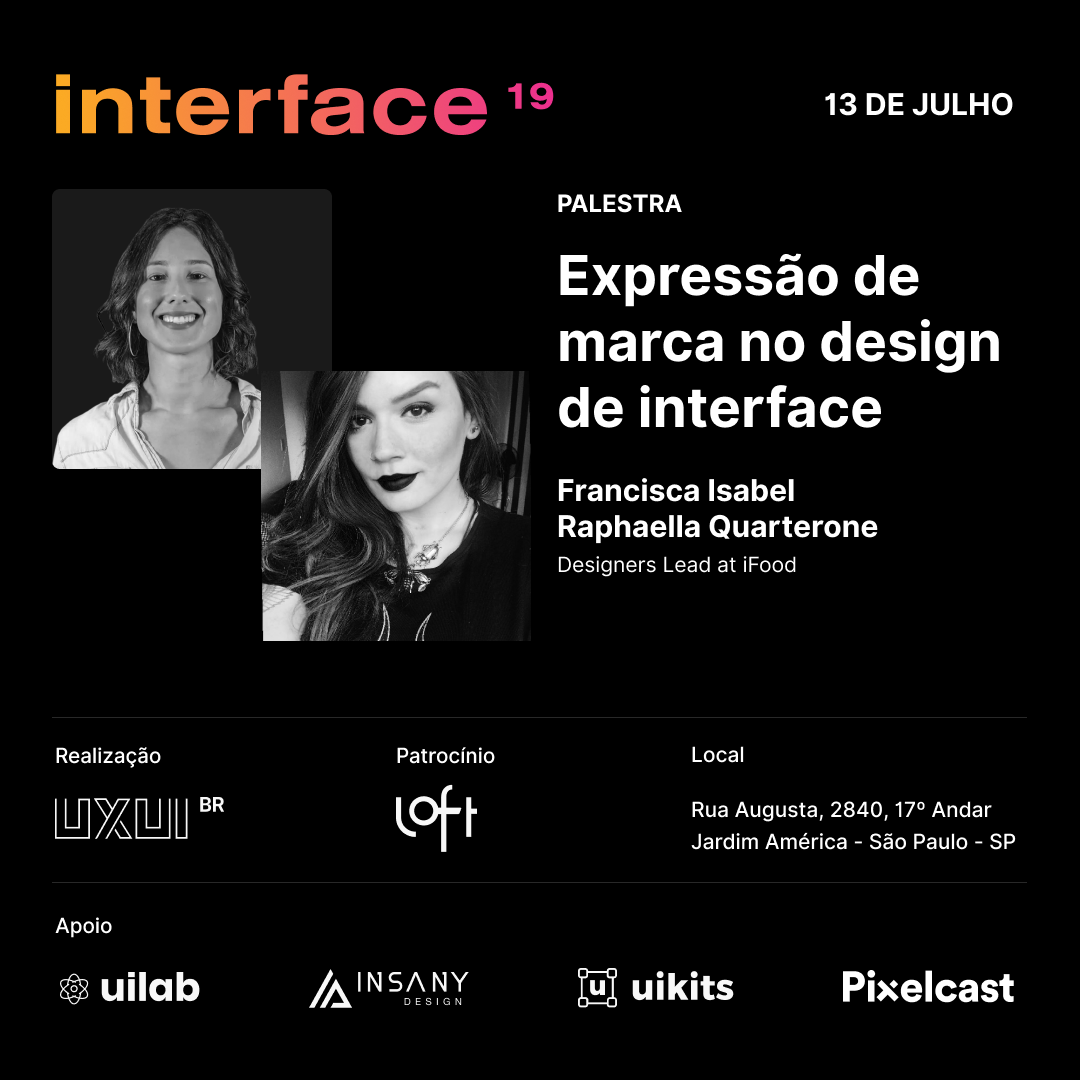 interface 19
13 DE JULHO
PALESTRA
Expressão de
marca no design
de interface
Francisca Isabel
Raphaella Quarterone
Designers Lead at iFood
Realização
UXUI BR
Patrocínio
Loft
Local
Rua Augusta, 2840, 17º Andar
Jardim América - São Paulo - SP
Apoio
uilab
INSANY
DESIGN
u uikits
Pixelcast